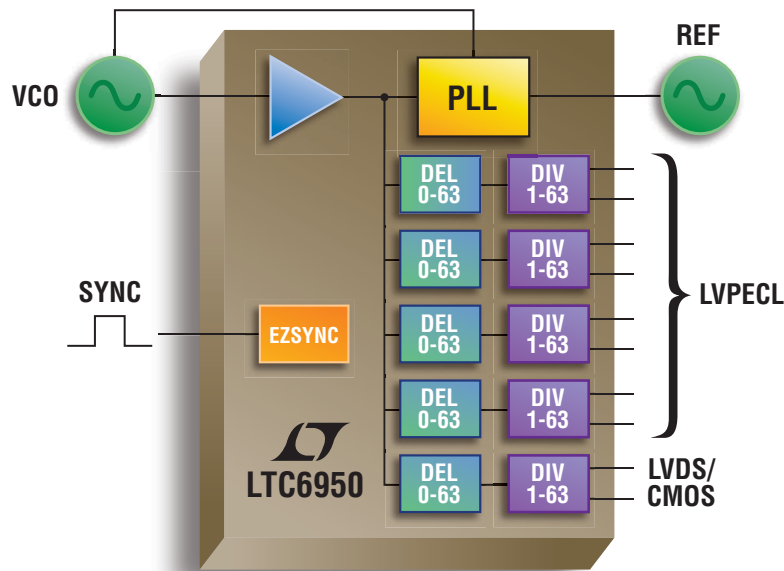 REF
VCO
PLL
DEL
0-63
DIV
1-63
DEL
0-63
DIV
1-63
SYNC
LVPECL
EZSYNC
DEL
0-63
DIV
1-63
DEL
0-63
DIV
1-63
LTC6950
DEL
0-63
DIV
1-63
LVDS/
CMOS